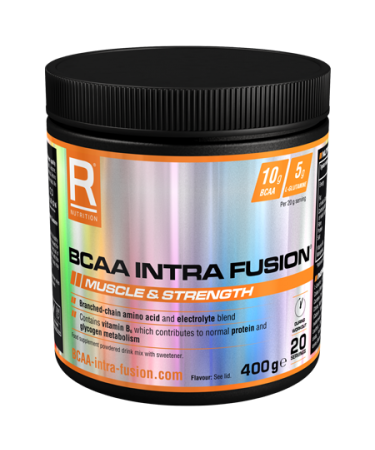 R
NUTRITION
10g BCAA
5g L-GLUTAMINE
Per 20g serving
BCAA INTRA FUSION®
MUSCLE & STRENGTH
Branched-chain amino acid and electrolyte blend
Contains vitamin B₆, which contributes to normal protein and
glycogen metabolism
Food supplement powdered drink mix with sweetener.
BCAA-intra-fusion.com
Flavour: See lid.
400g e
20
SERVINGS